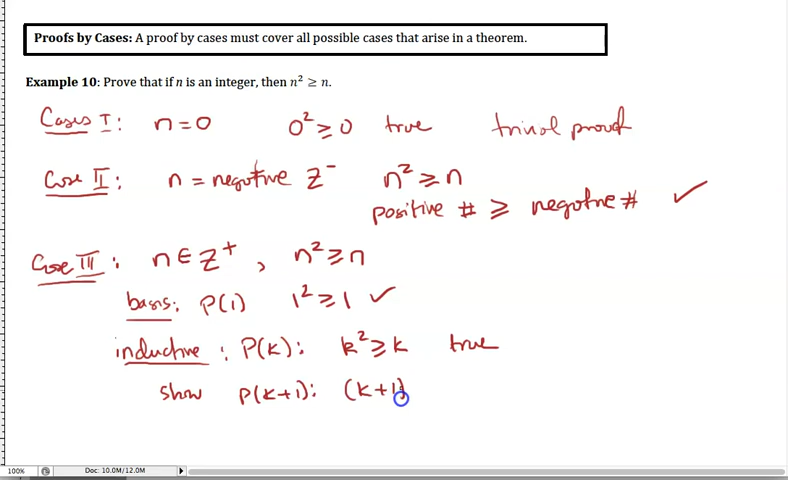 Proofs by Cases: A proof by cases must cover all possible cases that arise in a theorem.
Example 10: Prove that if n is an integer, then n² ≥ n.
Cases I: n = 0 0² ≥ 0 true trivial proof
Case II: n = negative Z⁻ n² ≥ n
positive # ≥ negative # ✓
Case III: n ∈ Z⁺, n² ≥ n
basis: P(1) 1² ≥ 1 ✓
inductive: P(k): k² ≥ k true
show P(k+1): (k+1)
100% Doc: 10.0M/12.0M